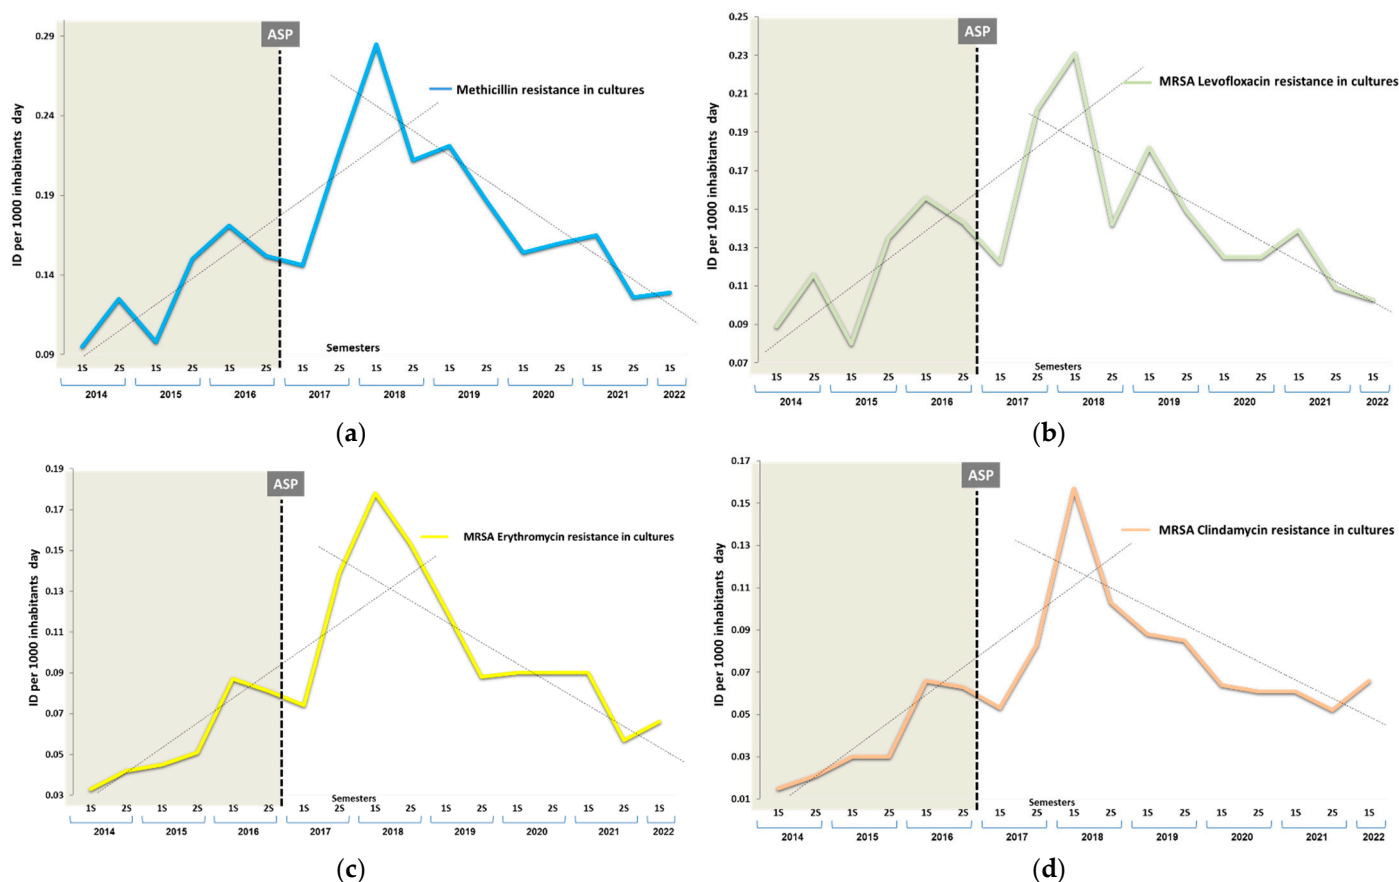 ASP
0.29
0.24
0.19
0.14
0.09
ID per 1000 inhabitants day
Methicillin resistance in cultures
Semesters
1S 2S 1S 2S 1S 2S 1S 2S 1S 2S 1S 2S 1S 2S 1S 2S 1S
2014 2015 2016 2017 2018 2019 2020 2021 2022
(a)
0.25
ASP
0.23
0.21
0.19
0.17
0.15
0.13
0.11
0.09
0.07
ID per 1000 inhabitants day
MRSA Levofloxacin resistance in cultures
Semesters
1S 2S 1S 2S 1S 2S 1S 2S 1S 2S 1S 2S 1S 2S 1S 2S 1S
2014 2015 2016 2017 2018 2019 2020 2021 2022
(b)
0.19
ASP
0.17
0.15
0.13
0.11
0.09
0.07
0.05
0.03
ID per 1000 inhabitants day
MRSA Erythromycin resistance in cultures
Semesters
1S 2S 1S 2S 1S 2S 1S 2S 1S 2S 1S 2S 1S 2S 1S 2S 1S
2014 2015 2016 2017 2018 2019 2020 2021 2022
(c)
0.17
ASP
0.15
0.13
0.11
0.09
0.07
0.05
0.03
0.01
ID per 1000 inhabitants day
MRSA Clindamycin resistance in cultures
Semesters
1S 2S 1S 2S 1S 2S 1S 2S 1S 2S 1S 2S 1S 2S 1S 2S 1S
2014 2015 2016 2017 2018 2019 2020 2021 2022
(d)